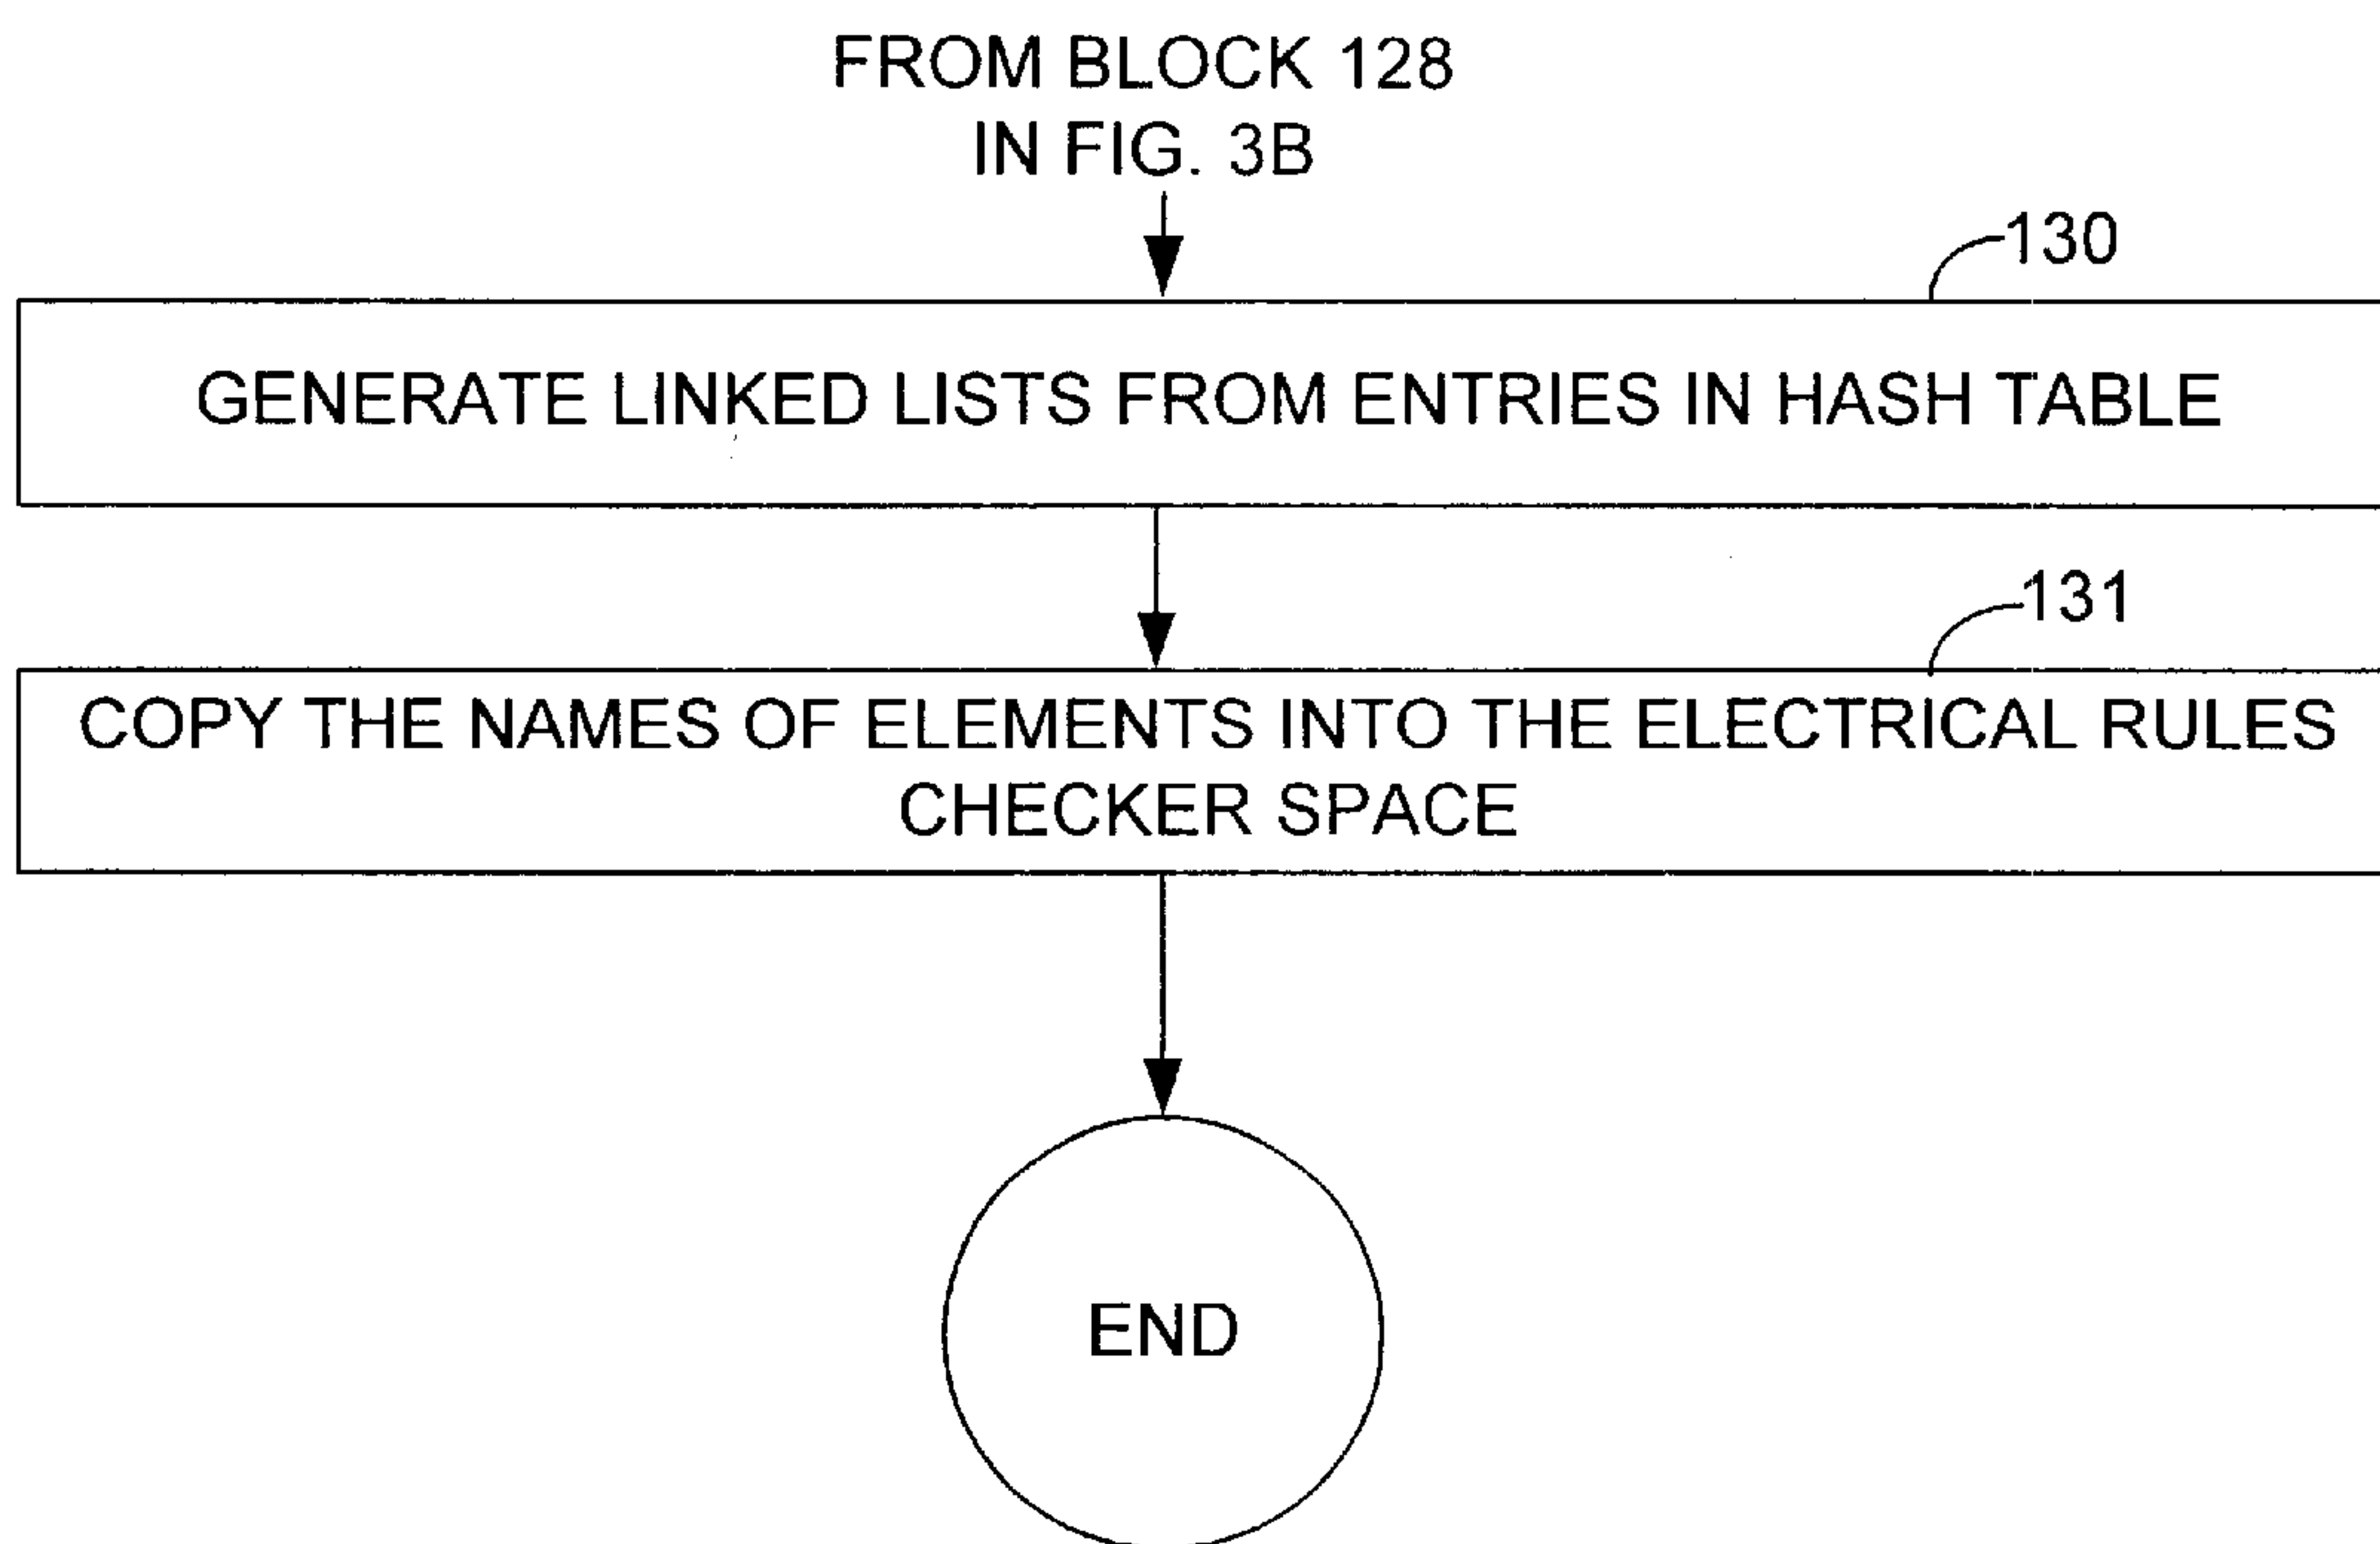 FROM BLOCK 128
IN FIG. 3B
130
GENERATE LINKED LISTS FROM ENTRIES IN HASH TABLE
131
COPY THE NAMES OF ELEMENTS INTO THE ELECTRICAL RULES
CHECKER SPACE
END